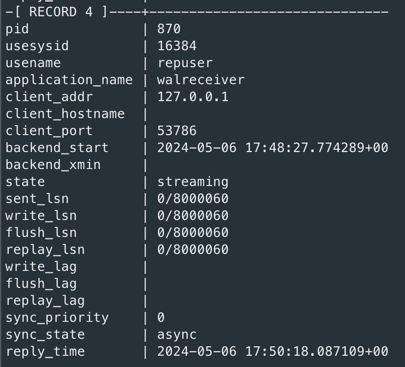 -[ RECORD 4 ]----+------------------------------
pid              | 870
usesysid         | 16384
usename          | repuser
application_name | walreceiver
client_addr      | 127.0.0.1
client_hostname  |
client_port      | 53786
backend_start    | 2024-05-06 17:48:27.774289+00
backend_xmin     |
state            | streaming
sent_lsn         | 0/8000060
write_lsn        | 0/8000060
flush_lsn        | 0/8000060
replay_lsn       | 0/8000060
write_lag        |
flush_lag        |
replay_lag       |
sync_priority    | 0
sync_state       | async
reply_time       | 2024-05-06 17:50:18.087109+00